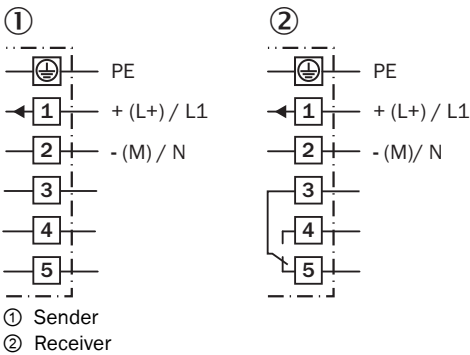 ① ②
PE PE
1 + (L+) / L1 1 + (L+) / L1
2 - (M) / N 2 - (M)/ N
3 3
4 4
5 5
① Sender
② Receiver